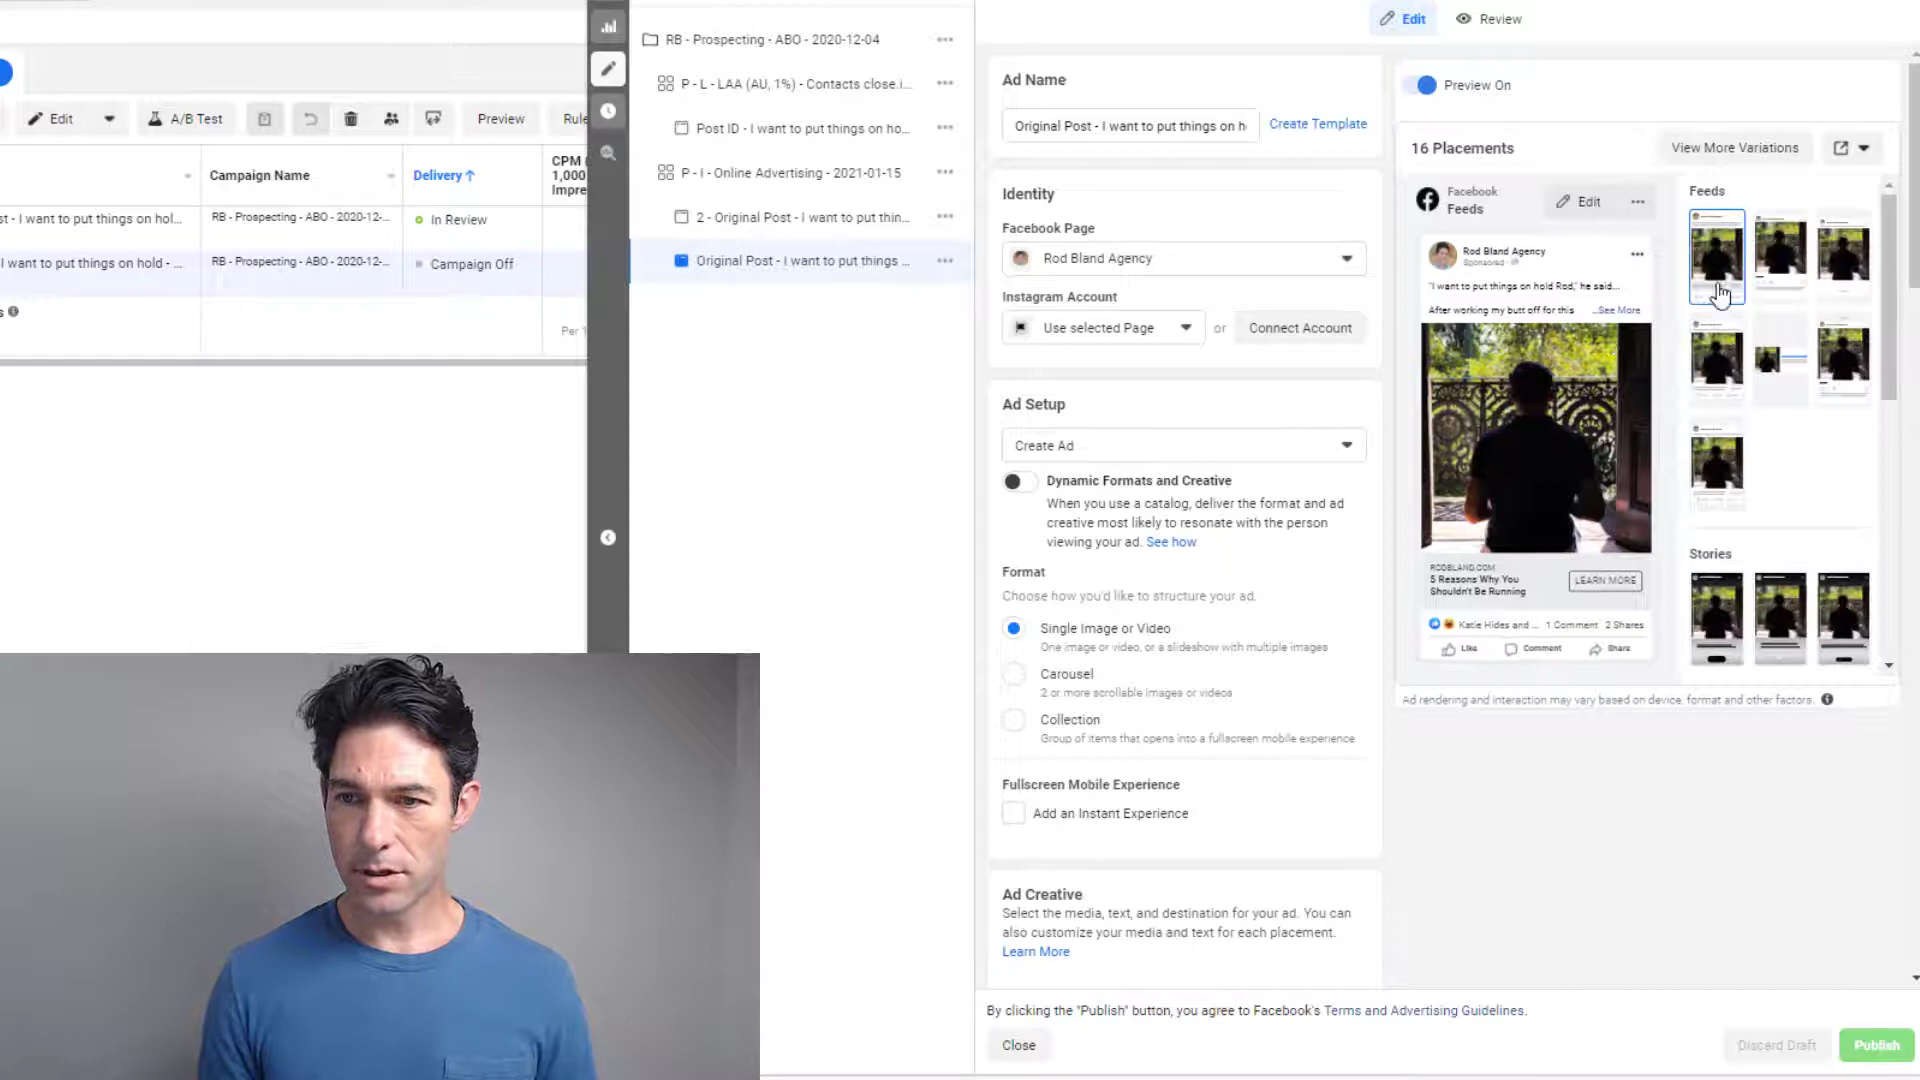 Edit
Review
RB - Prospecting - ABO - 2020-12-04
P - L - LAA (AU, 1%) - Contacts close.i...
Post ID - I want to put things on ho...
P - I - Online Advertising - 2021-01-15
2 - Original Post - I want to put thin...
Original Post - I want to put things ...
Edit
A/B Test
Preview
Rule
Campaign Name
Delivery↑
CPM (
1,000
Impre
st - I want to put things on hol...
RB - Prospecting - ABO - 2020-12-...
In Review
I want to put things on hold - ...
RB - Prospecting - ABO - 2020-12-...
Campaign Off
s
Per 1
Ad Name
Original Post - I want to put things on h
Create Template
Identity
Facebook Page
Rod Bland Agency
Instagram Account
Use selected Page
or
Connect Account
Ad Setup
Create Ad
Dynamic Formats and Creative
When you use a catalog, deliver the format and ad
creative most likely to resonate with the person
viewing your ad. See how
Format
Choose how you'd like to structure your ad.
Single Image or Video
One image or video, or a slideshow with multiple images
Carousel
2 or more scrollable images or videos
Collection
Group of items that opens into a fullscreen mobile experience
Fullscreen Mobile Experience
Add an Instant Experience
Ad Creative
Select the media, text, and destination for your ad. You can
also customize your media and text for each placement.
Learn More
Preview On
16 Placements
View More Variations
Facebook
Feeds
Edit
Rod Bland Agency
Sponsored
"I want to put things on hold Rod," he said...
After working my butt off for this ...See More
RODBLAND.COM
5 Reasons Why You
Shouldn't Be Running
LEARN MORE
Katie Hides and ... 1 Comment 2 Shares
Like
Comment
Share
Feeds
Stories
Ad rendering and interaction may vary based on device, format and other factors.
By clicking the "Publish" button, you agree to Facebook's Terms and Advertising Guidelines.
Close
Discard Draft
Publish